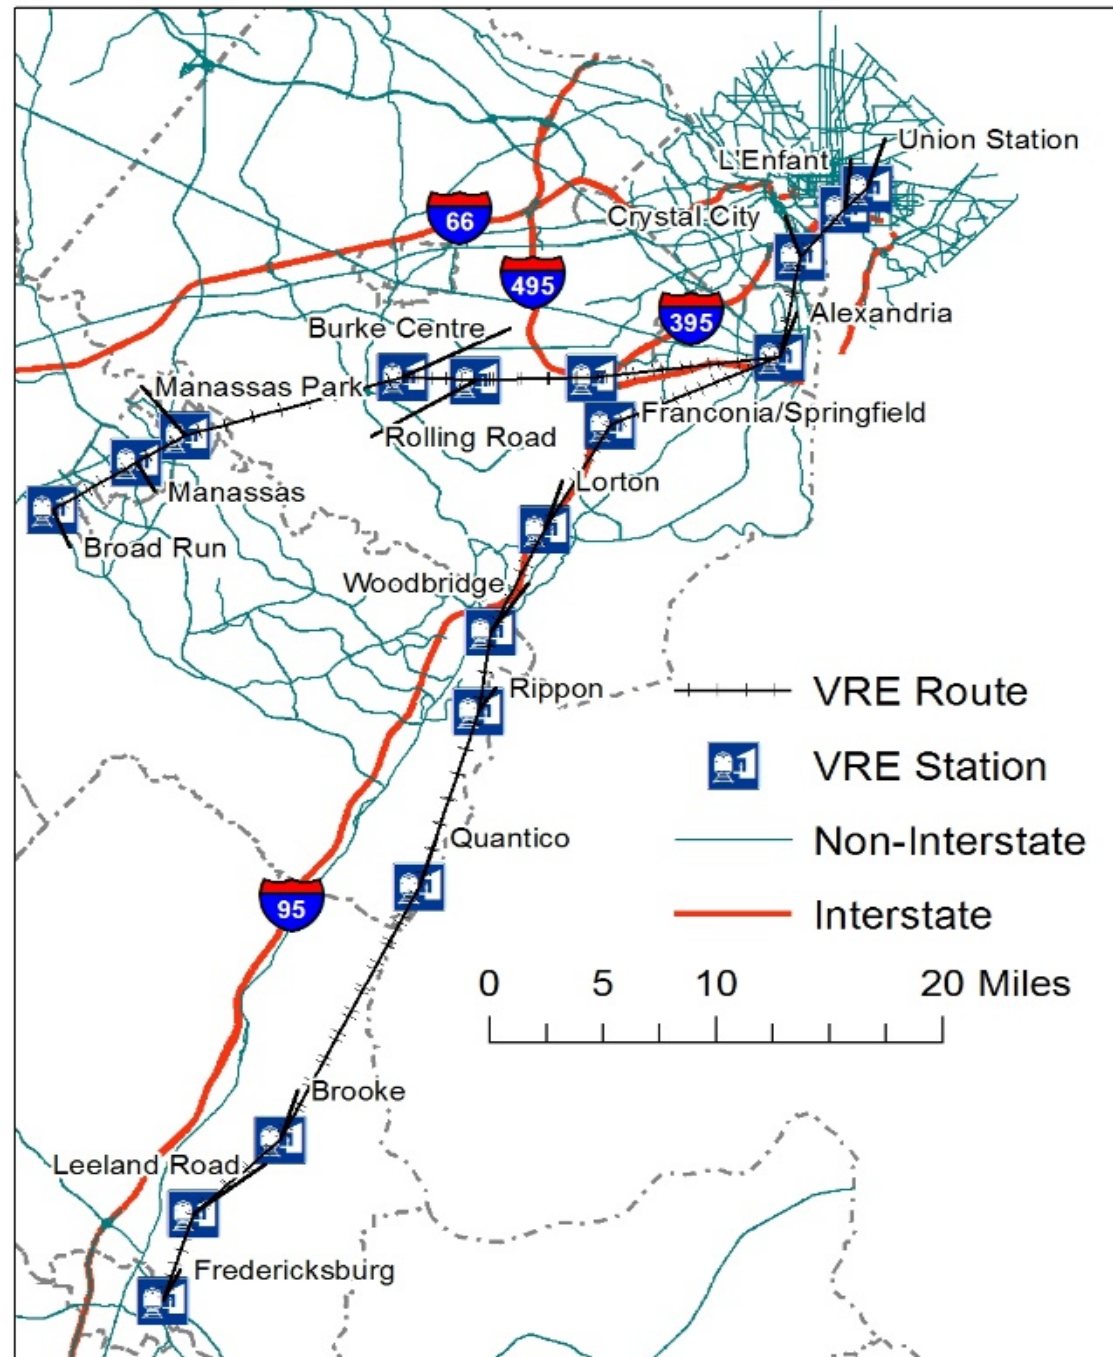 Union Station
L'Enfant
Crystal City
66
495
395
Alexandria
Burke Centre
Manassas Park
Rolling Road
Franconia/Springfield
Manassas
Lorton
Broad Run
Woodbridge
Rippon
VRE Route
VRE Station
Quantico
Non-Interstate
95
Interstate
0 5 10 20 Miles
Brooke
Leeland Road
Fredericksburg